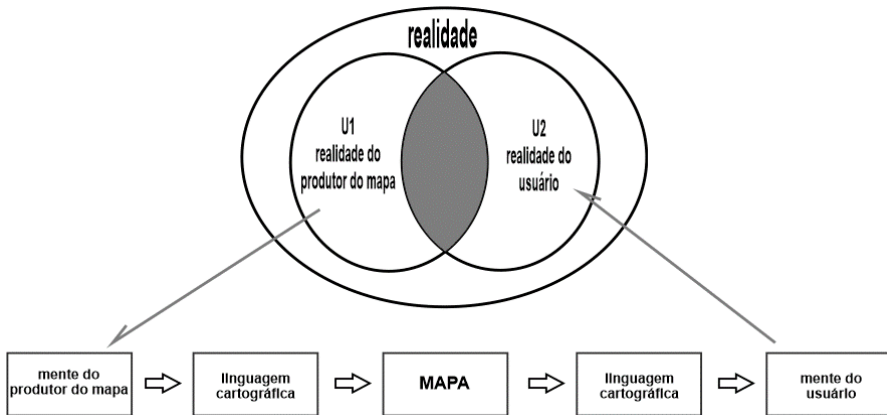 realidade
U1
realidade do
produtor do mapa
U2
realidade do
usuário
mente do
produtor do mapa
linguagem
cartográfica
MAPA
linguagem
cartográfica
mente do
usuário